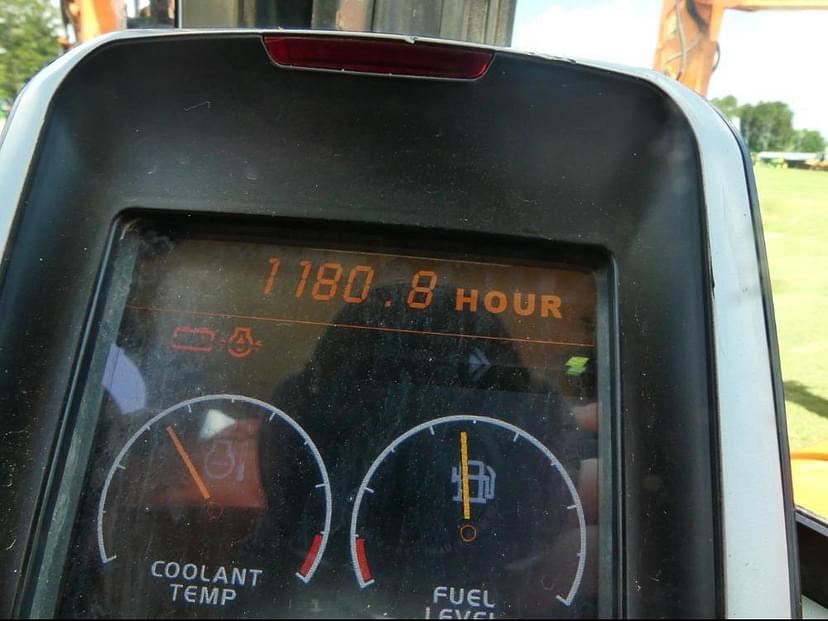 1180.8 HOUR
COOLANT
TEMP
FUEL
LEVEL